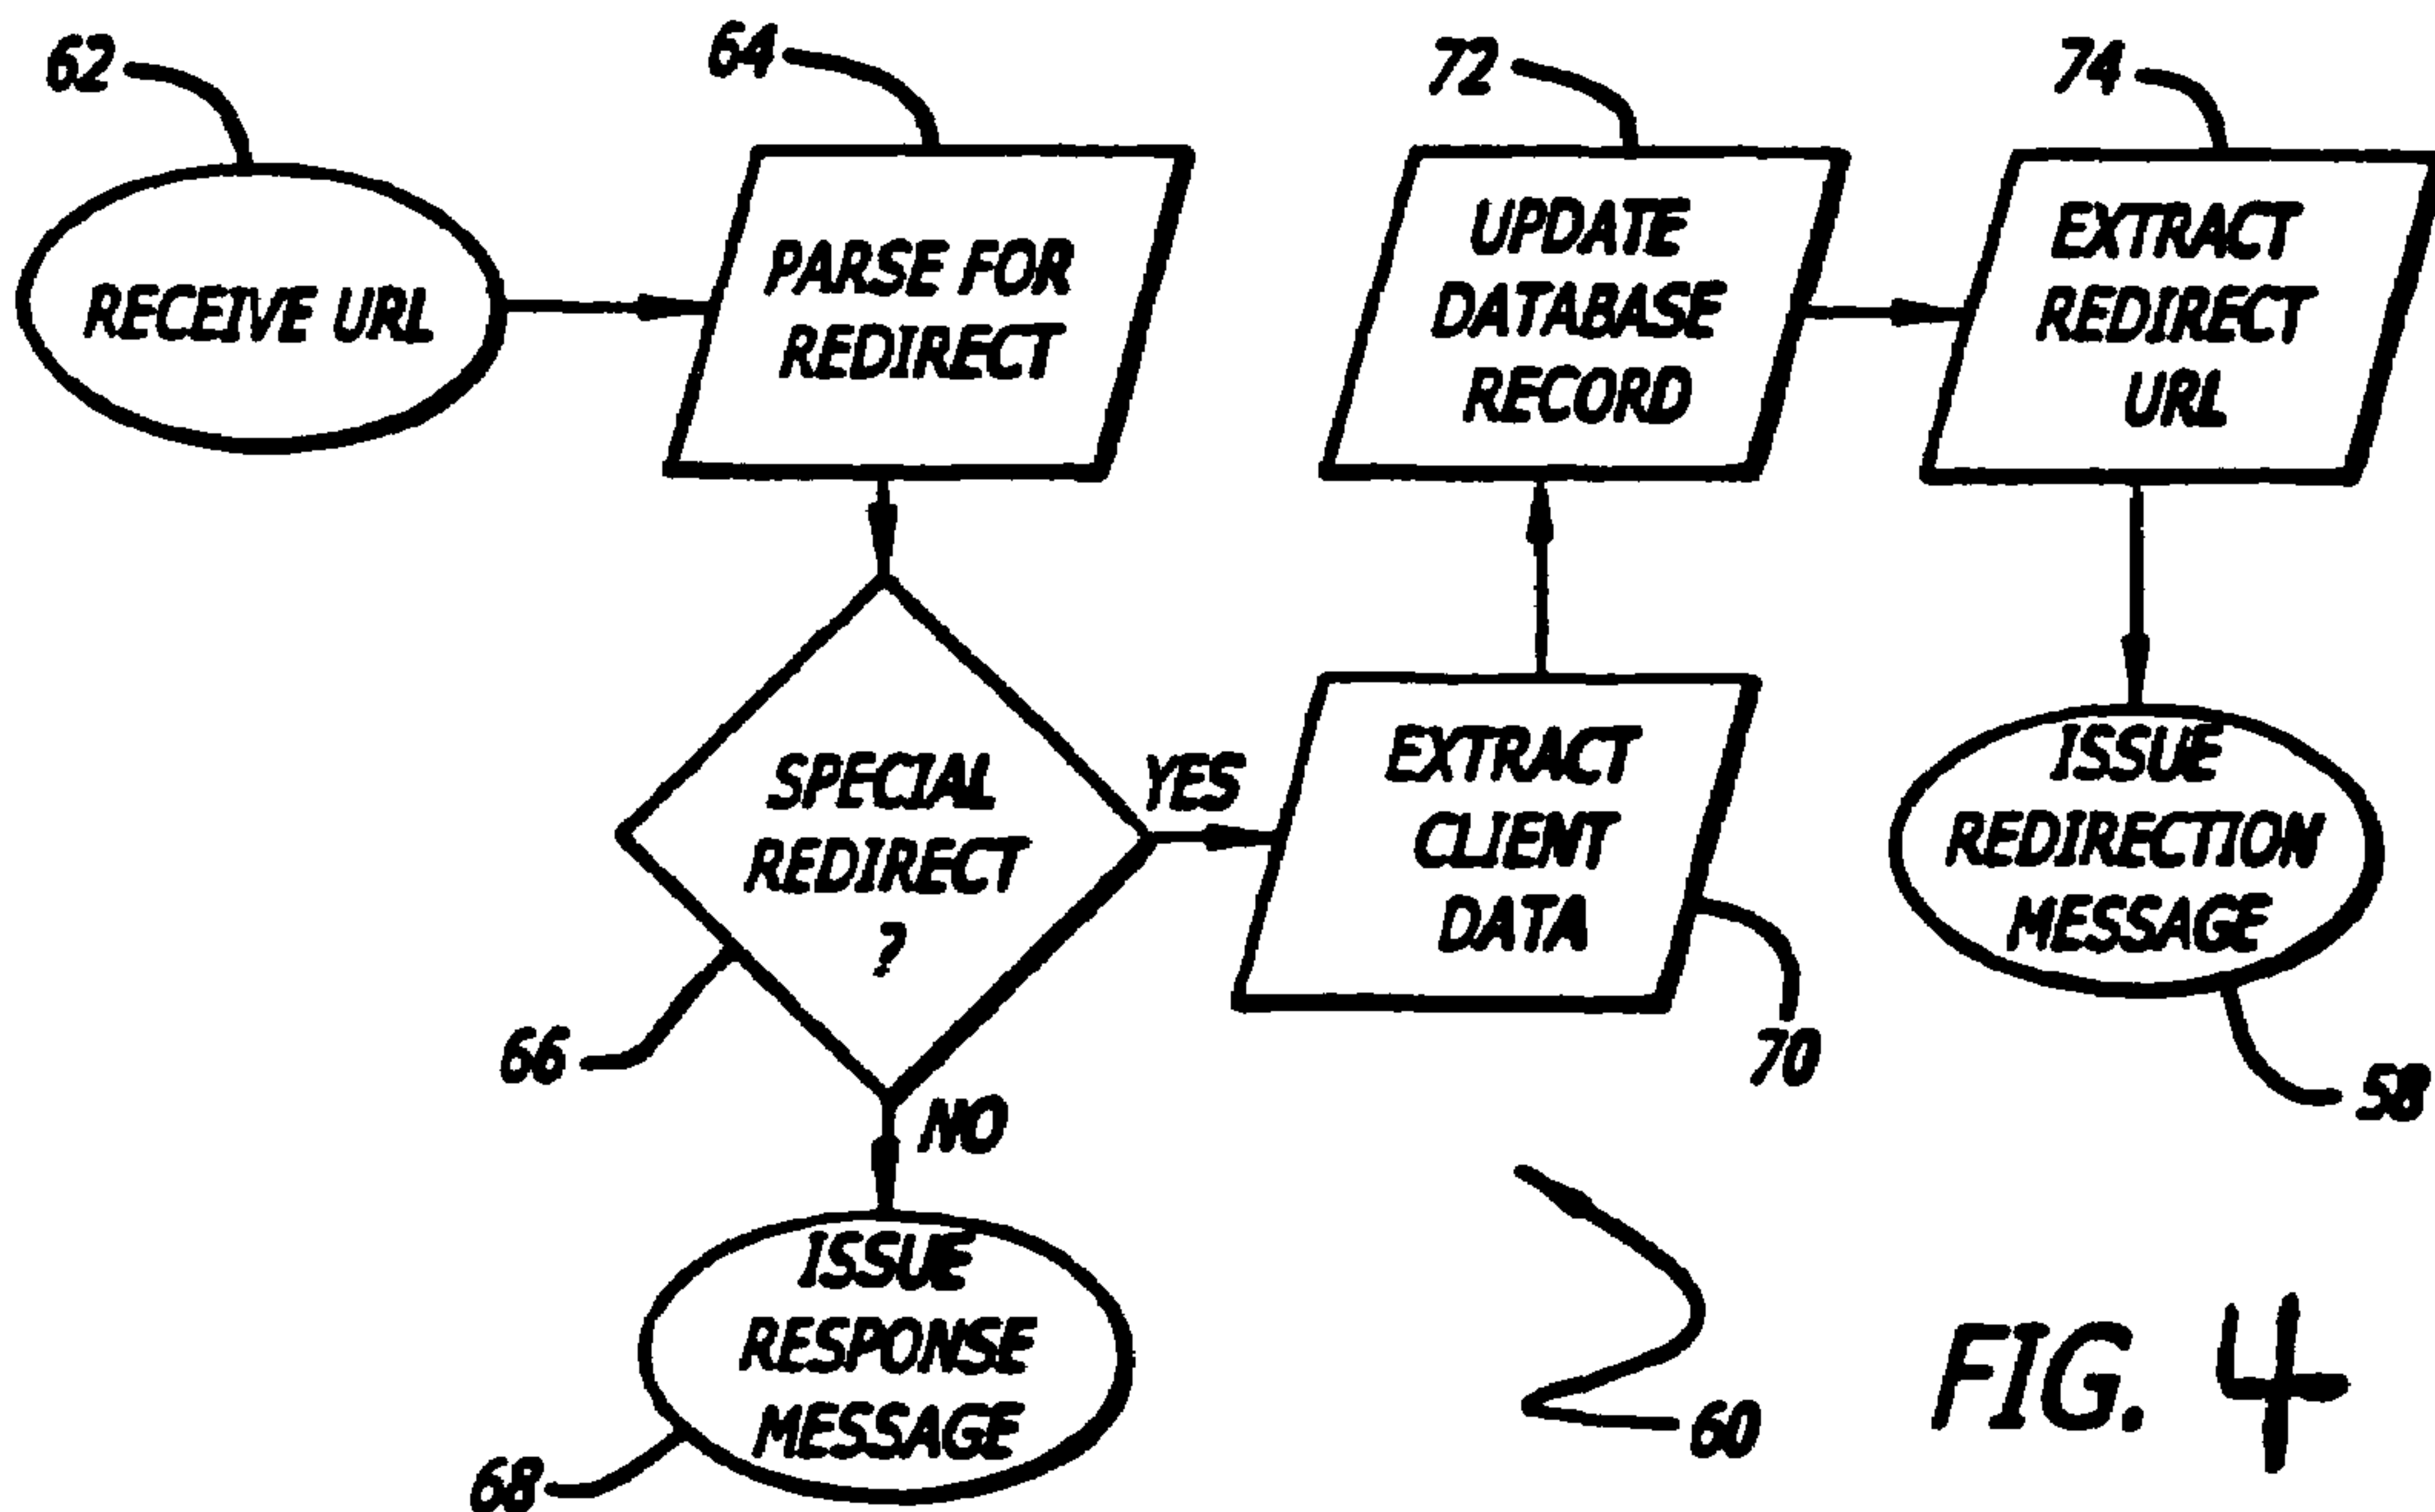 62
64
72
74
RECEIVE URL
PARSE FOR
REDIRECT
UPDATE
DATABASE
RECORD
EXTRACT
REDIRECT
URL
SPECIAL
REDIRECT
?
YES
EXTRACT
CLIENT
DATA
ISSUE
REDIRECTION
MESSAGE
66
70
58
NO
ISSUE
RESPONSE
MESSAGE
68
60
FIG. 4